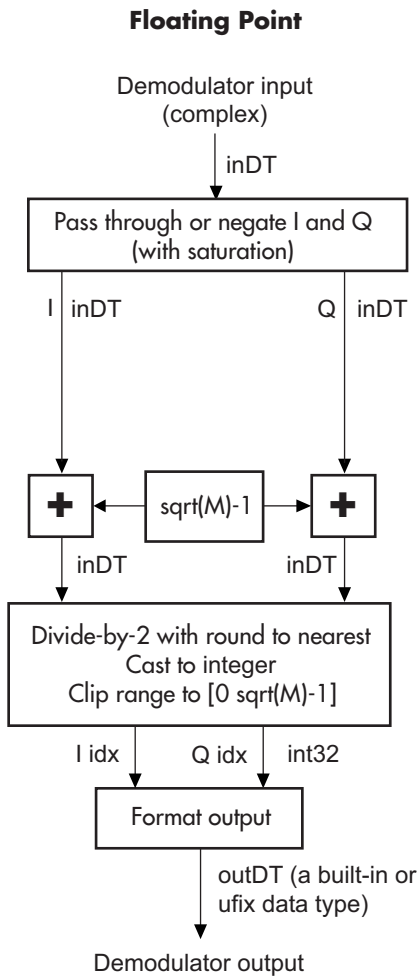 Floating Point
Demodulator input
(complex)
inDT
Pass through or negate I and Q
(with saturation)
I inDT
Q inDT
+ sqrt(M)-1 +
inDT
inDT
Divide-by-2 with round to nearest
Cast to integer
Clip range to [0 sqrt(M)-1]
I idx
Q idx
int32
Format output
outDT (a built-in or
ufix data type)
Demodulator output